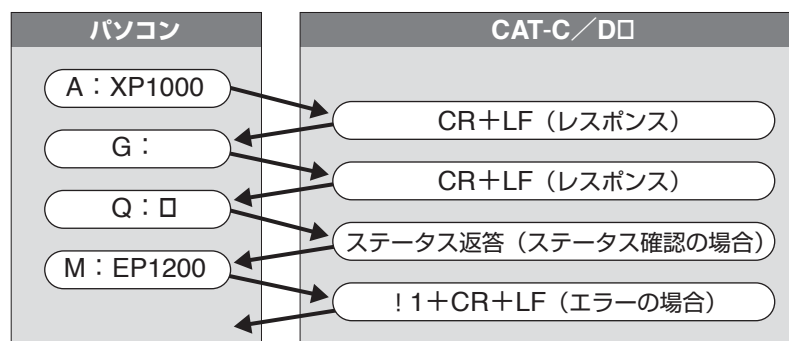 パソコン
CAT-C／D□
A：XP1000
CR＋LF（レスポンス）
G：
CR＋LF（レスポンス）
Q：□
ステータス返答（ステータス確認の場合）
M：EP1200
！1＋CR＋LF（エラーの場合）